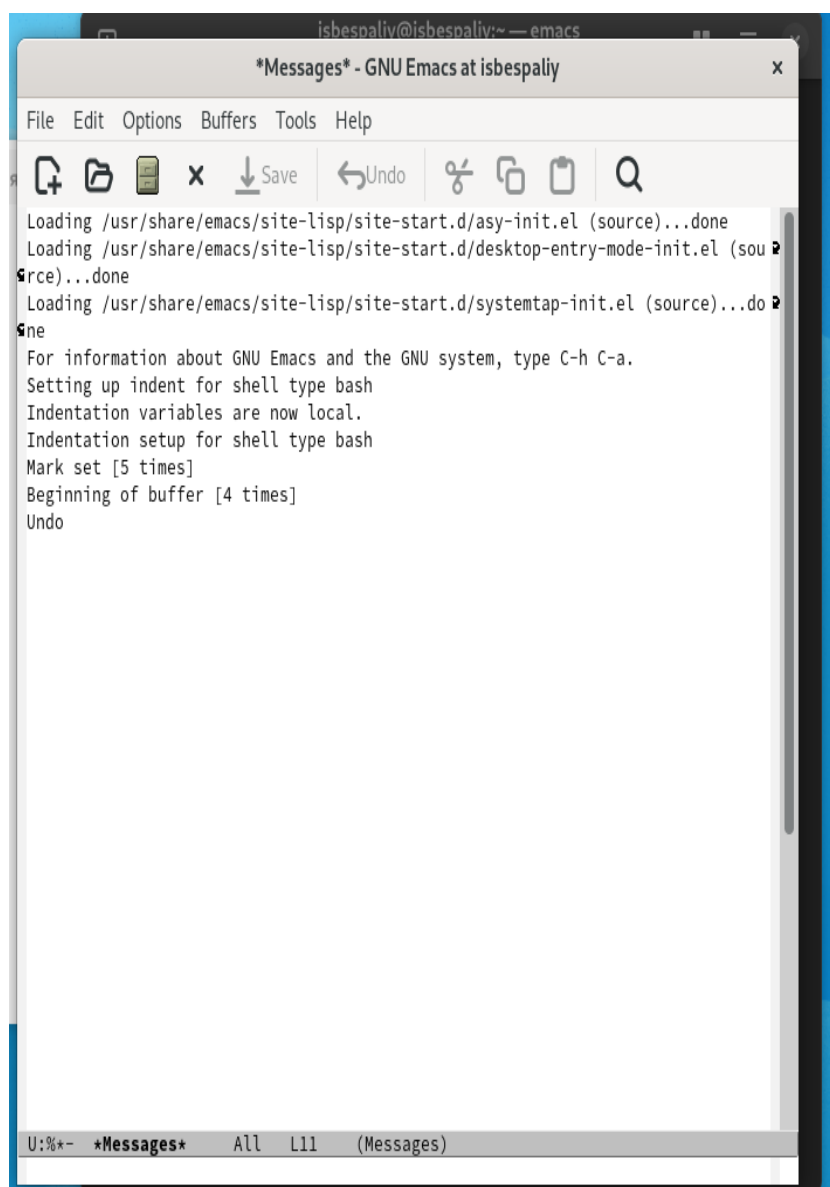 isbespaliy@isbespaliy:~ — emacs
*Messages* - GNU Emacs at isbespaliy
File Edit Options Buffers Tools Help
Save Undo
я
Loading /usr/share/emacs/site-lisp/site-start.d/asy-init.el (source)...done
Loading /usr/share/emacs/site-lisp/site-start.d/desktop-entry-mode-init.el (sou
rce)...done
Loading /usr/share/emacs/site-lisp/site-start.d/systemtap-init.el (source)...do
ne
For information about GNU Emacs and the GNU system, type C-h C-a.
Setting up indent for shell type bash
Indentation variables are now local.
Indentation setup for shell type bash
Mark set [5 times]
Beginning of buffer [4 times]
Undo
U:%*- *Messages* All L11 (Messages)